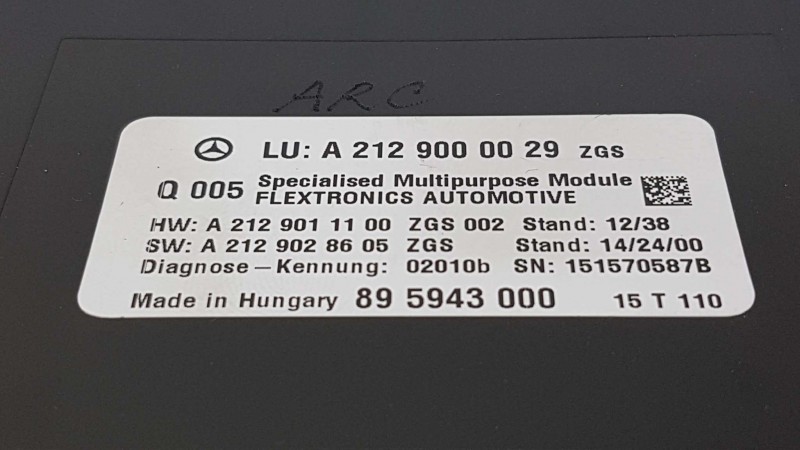 ARC
LU: A 212 900 00 29 ZGS
Q 005 Specialised Multipurpose Module
FLEXTRONICS AUTOMOTIVE
HW: A 212 901 11 00 ZGS 002 Stand: 12/38
SW: A 212 902 86 05 ZGS Stand: 14/24/00
Diagnose-Kennung: 02010b SN: 151570587B
Made in Hungary 89 5943 000 15 T 110